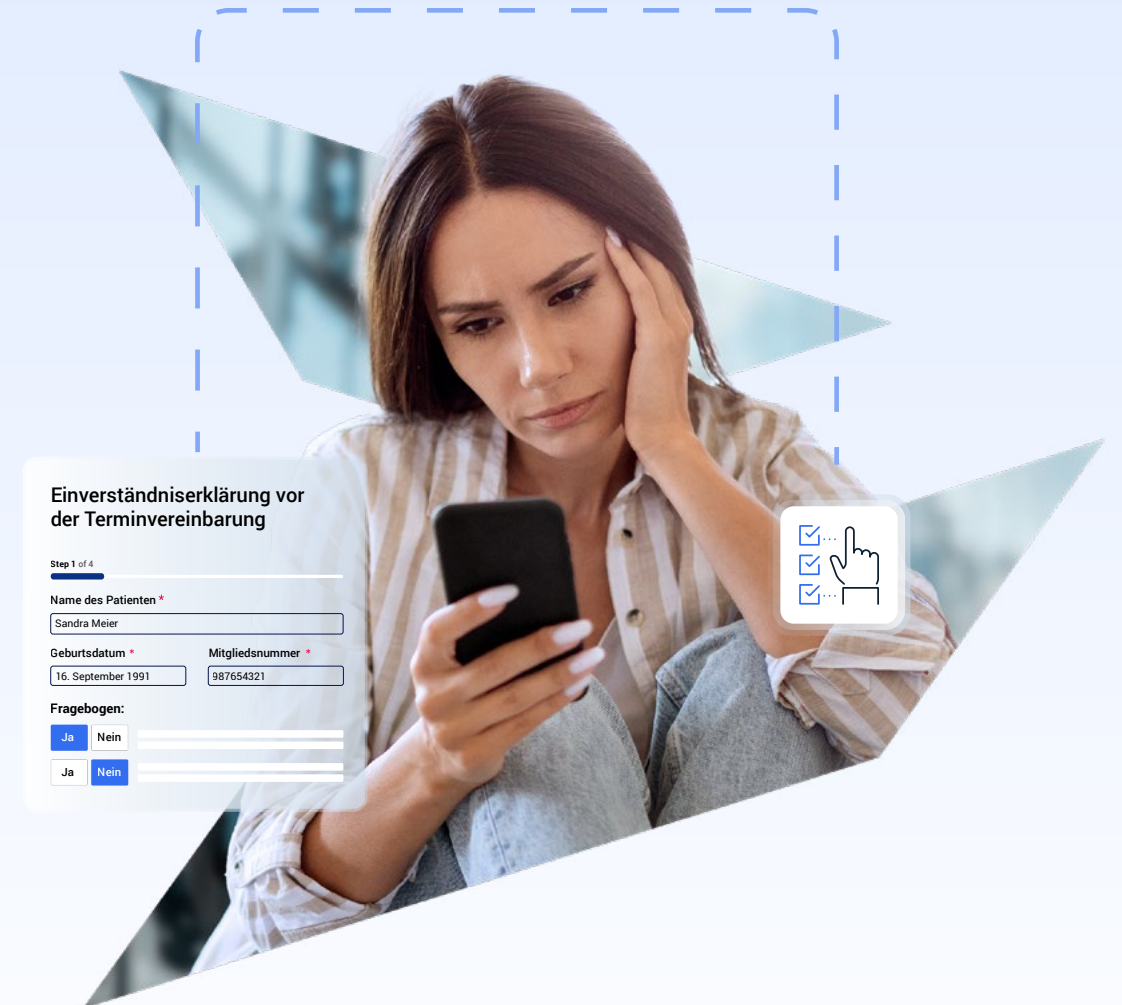 Einverständniserklärung vor
der Terminvereinbarung
Step 1 of 4
Name des Patienten *
Sandra Meier
Geburtsdatum * Mitgliedsnummer *
16. September 1991 987654321
Fragebogen:
Ja Nein
Ja Nein